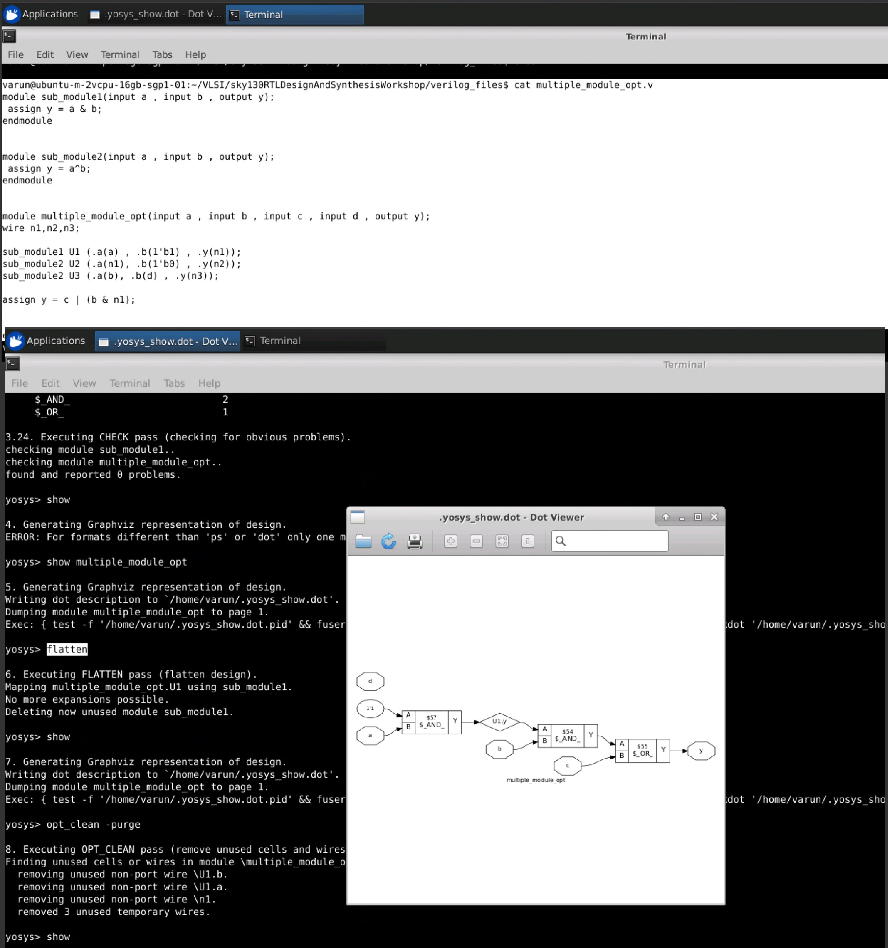 Applications .yosys_show.dot - Dot V... Terminal
Terminal
File Edit View Terminal Tabs Help
varun@ubuntu-m-2vcpu-16gb-sgp1-01:~/VLSI/sky130RTLDesignAndSynthesisWorkshop/verilog_files$ cat multiple_module_opt.v
module sub_module1(input a , input b , output y);
assign y = a & b;
endmodule
module sub_module2(input a , input b , output y);
assign y = a^b;
endmodule
module multiple_module_opt(input a , input b , input c , input d , output y);
wire n1,n2,n3;
sub_module1 U1 (.a(a) , .b(1'b1) , .y(n1));
sub_module2 U2 (.a(n1), .b(1'b0) , .y(n2));
sub_module2 U3 (.a(b), .b(d) , .y(n3));
assign y = c | (b & n1);
Applications .yosys_show.dot - Dot V... Terminal
Terminal
File Edit View Terminal Tabs Help
$_AND_ 2
$_OR_ 1
3.24. Executing CHECK pass (checking for obvious problems).
checking module sub_module1..
checking module multiple_module_opt..
found and reported 0 problems.
yosys> show
4. Generating Graphviz representation of design.
ERROR: For formats different than 'ps' or 'dot' only one m
yosys> show multiple_module_opt
5. Generating Graphviz representation of design.
Writing dot description to `/home/varun/.yosys_show.dot'.
Dumping module multiple_module_opt to page 1.
Exec: { test -f '/home/varun/.yosys_show.dot.pid' && fuser
dot '/home/varun/.yosys_sho
yosys> flatten
6. Executing FLATTEN pass (flatten design).
Mapping multiple_module_opt.U1 using sub_module1.
No more expansions possible.
Deleting now unused module sub_module1.
yosys> show
7. Generating Graphviz representation of design.
Writing dot description to `/home/varun/.yosys_show.dot'.
Dumping module multiple_module_opt to page 1.
Exec: { test -f '/home/varun/.yosys_show.dot.pid' && fuser
dot '/home/varun/.yosys_sho
yosys> opt_clean -purge
8. Executing OPT_CLEAN pass (remove unused cells and wires
Finding unused cells or wires in module \multiple_module_o
removing unused non-port wire \U1.b.
removing unused non-port wire \U1.a.
removing unused non-port wire \n1.
removed 3 unused temporary wires.
yosys> show
.yosys_show.dot - Dot Viewer
d
a
A
B
$57
$_AND_
Y
U1.y
b
A
B
$54
$_AND_
Y
c
A
B
$55
$_OR_
Y
y
multiple_module_opt